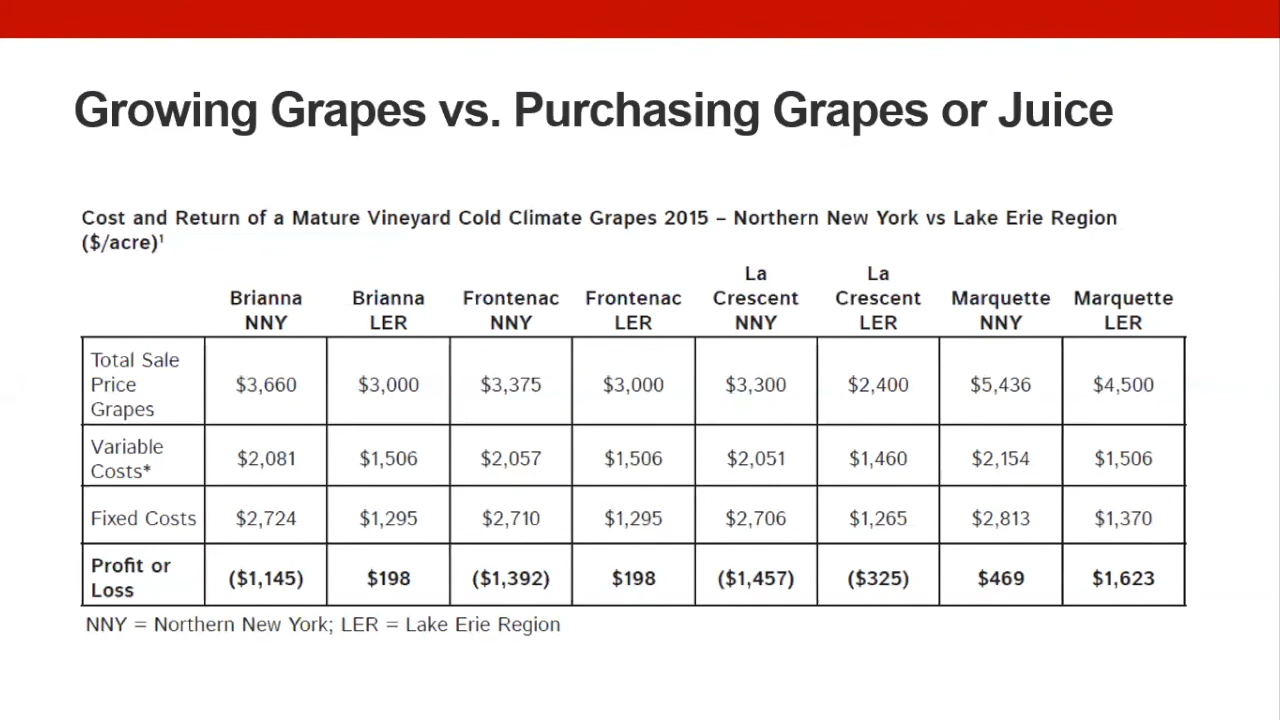 Growing Grapes vs. Purchasing Grapes or Juice
Cost and Return of a Mature Vineyard Cold Climate Grapes 2015 – Northern New York vs Lake Erie Region
($/acre)¹
Brianna NNY Brianna LER Frontenac NNY Frontenac LER La Crescent NNY La Crescent LER Marquette NNY Marquette LER
Total Sale Price Grapes $3,660 $3,000 $3,375 $3,000 $3,300 $2,400 $5,436 $4,500
Variable Costs* $2,081 $1,506 $2,057 $1,506 $2,051 $1,460 $2,154 $1,506
Fixed Costs $2,724 $1,295 $2,710 $1,295 $2,706 $1,265 $2,813 $1,370
Profit or Loss ($1,145) $198 ($1,392) $198 ($1,457) ($325) $469 $1,623
NNY = Northern New York; LER = Lake Erie Region